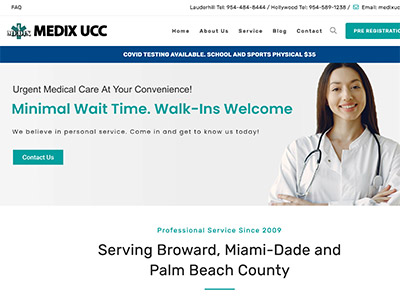 FAQ
Lauderhill Tel: 954-484-8444 / Hollywood Tel: 954-589-1238 / Email: medixuc
MEDIX MEDIX UCC
Home About Us Service Blog Contact PRE REGISTRATIO
COVID TESTING AVAILABLE. SCHOOL AND SPORTS PHYSICAL $35
Urgent Medical Care At Your Convenience!
Minimal Wait Time. Walk-Ins Welcome
We believe in personal service. Come in and get to know us today!
Contact Us
Professional Service Since 2009
Serving Broward, Miami-Dade and
Palm Beach County